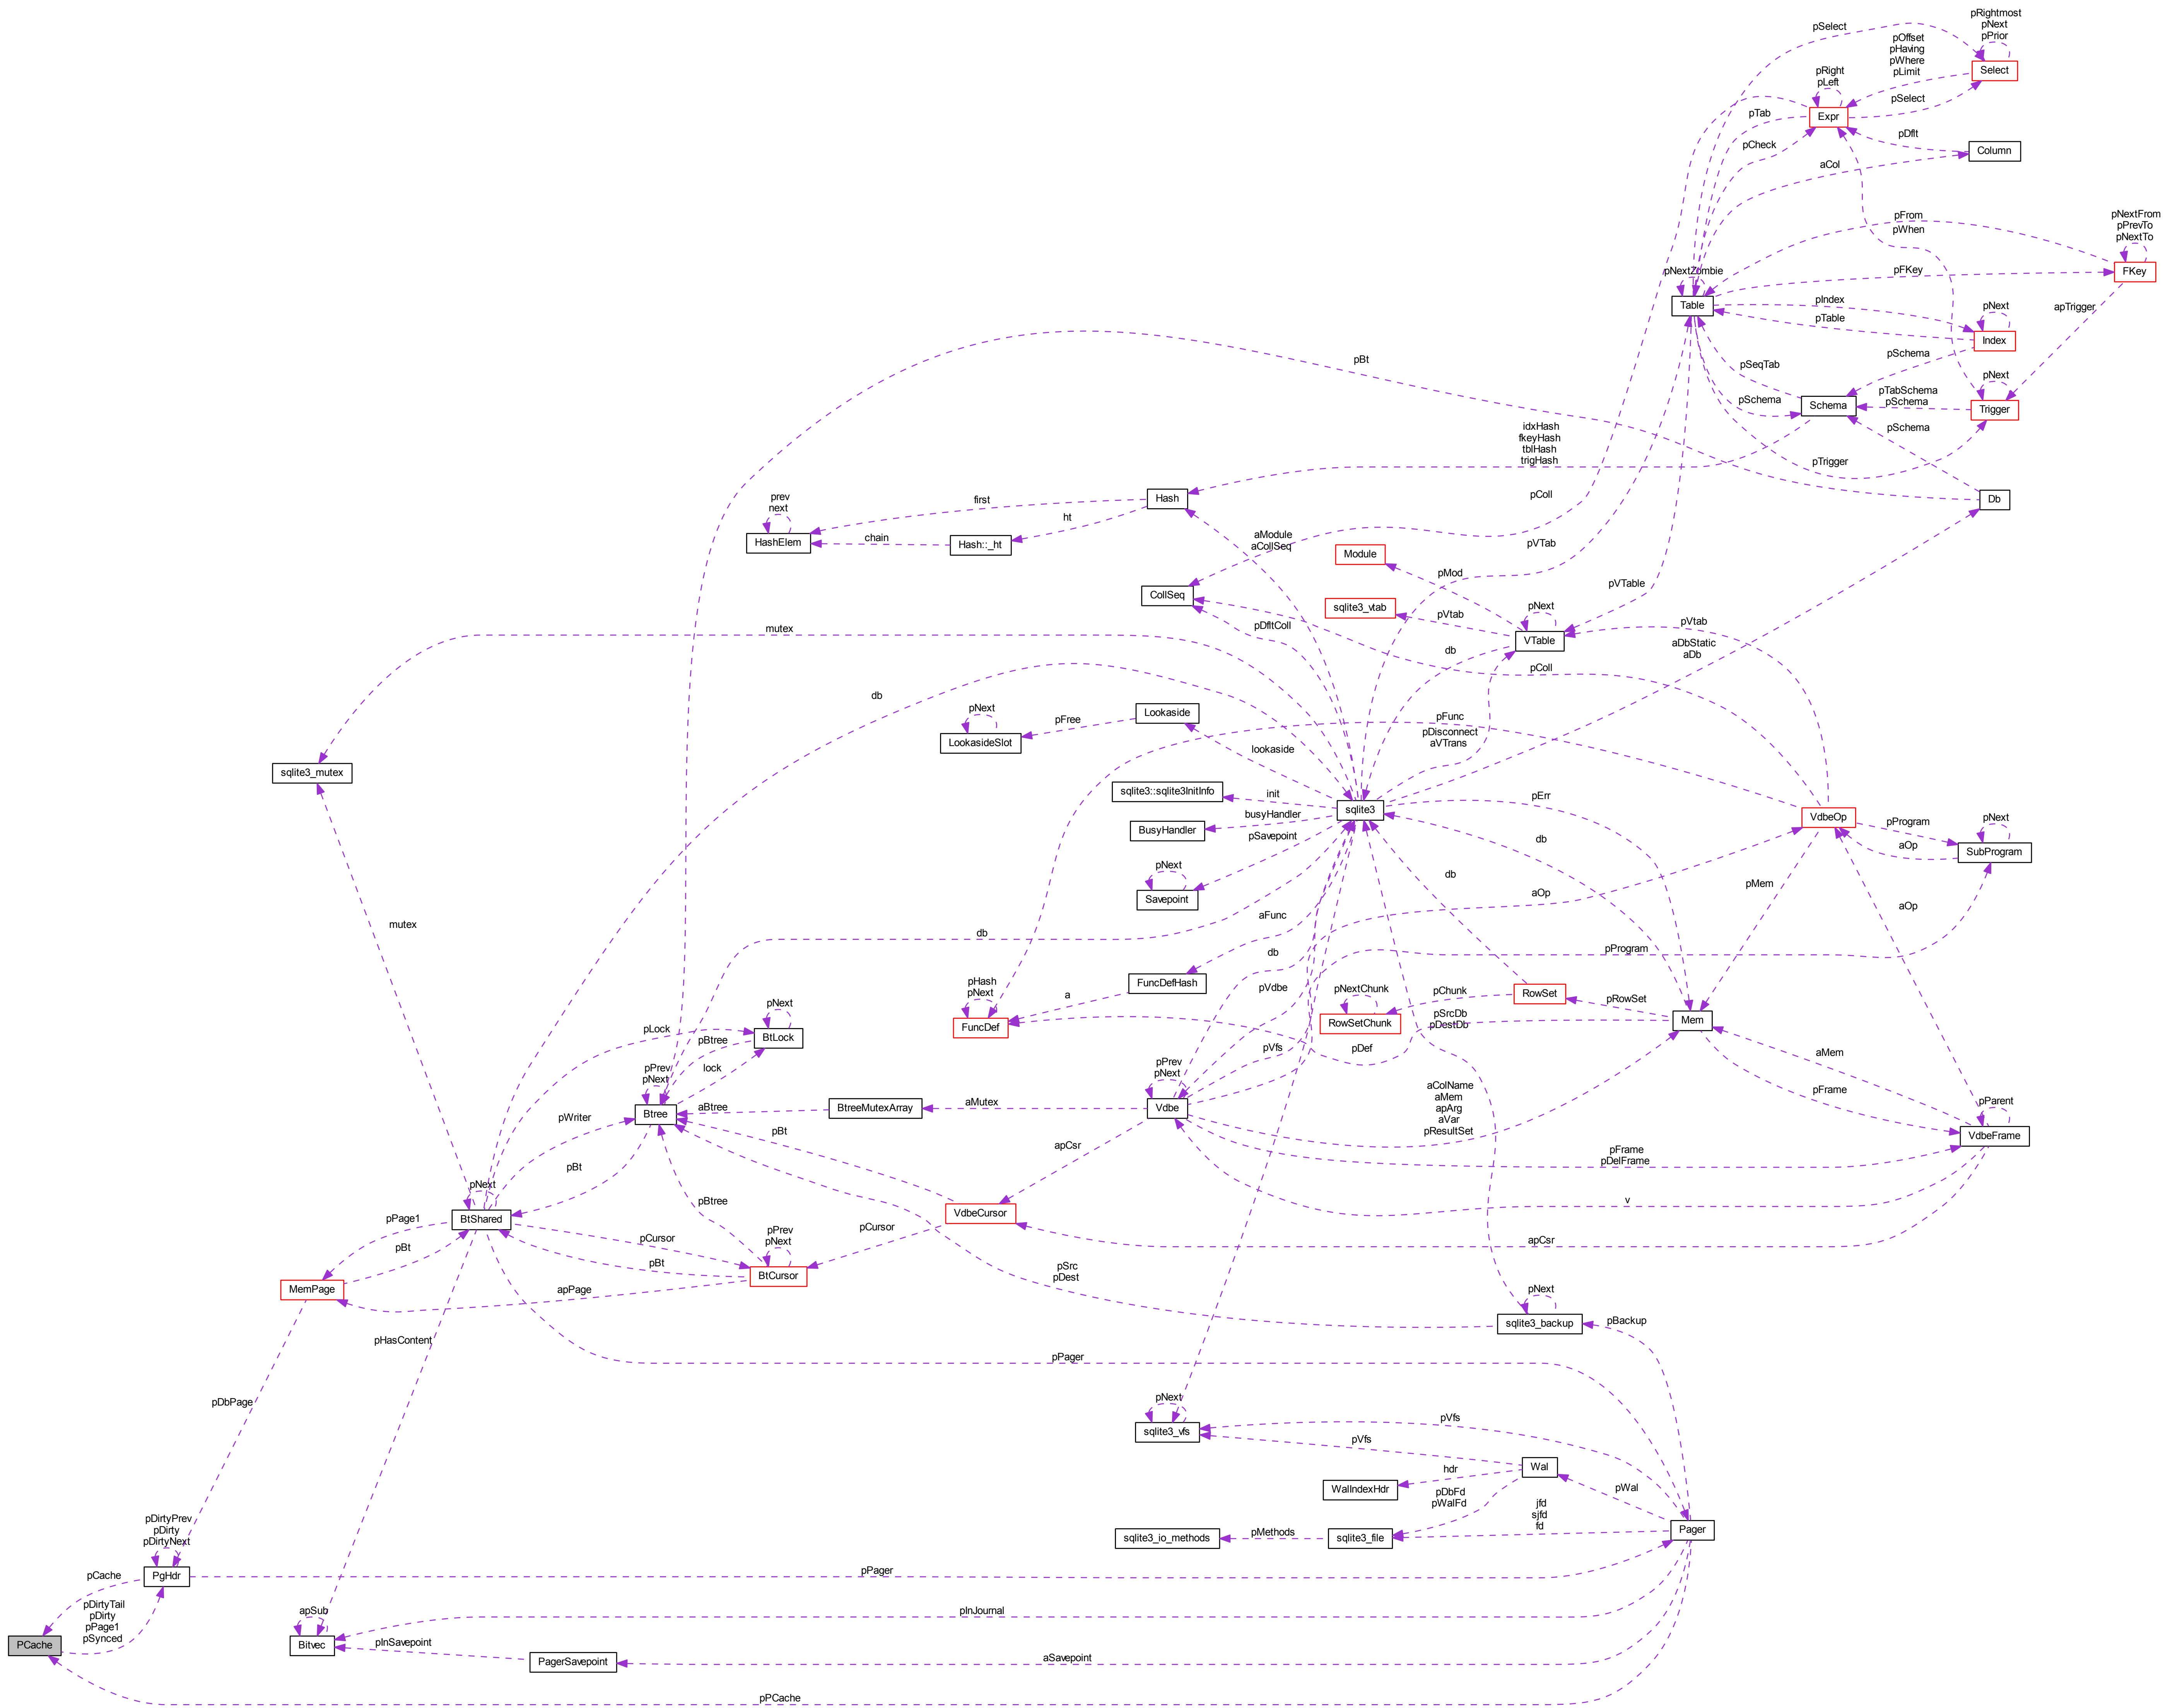 pRightmost
pNext
pPrior
pSelect
pOffset
pHaving
pWhere
pLimit
Select
pRight
pLeft
pSelect
pTab
Expr
pDflt
pCheck
Column
aCol
pNextFrom
pPrevTo
pNextTo
pFrom
pWhen
FKey
pNextZombie
pFKey
Table
pIndex
pNext
apTrigger
pTable
Index
pBt
pSchema
pSeqTab
pNext
pTabSchema
pSchema
pSchema
Schema
Trigger
idxHash
fkeyHash
tblHash
trigHash
pSchema
pTrigger
prev
next
first
Hash
pColl
Db
ht
HashElem
chain
Hash::_ht
aModule
aCollSeq
pVTab
Module
pMod
pVTable
CollSeq
sqlite3_vtab
pVtab
pNext
mutex
pDfltColl
VTable
pVtab
db
aDbStatic
aDb
pColl
db
pNext
pFree
Lookaside
LookasideSlot
pFunc
pDisconnect
aVTrans
lookaside
sqlite3_mutex
sqlite3::sqlite3InitInfo
init
sqlite3
pErr
busyHandler
BusyHandler
pSavepoint
VdbeOp
pProgram
pNext
aOp
SubProgram
db
pNext
Savepoint
db
pMem
aOp
aOp
mutex
db
aFunc
db
pProgram
pHash
pNext
FuncDefHash
pVdbe
pChunk
RowSet
pRowSet
a
pNextChunk
pSrcDb
pDestDb
FuncDef
RowSetChunk
Mem
pNext
pLock
BtLock
pBtree
pVfs
pDef
aMem
lock
pPrev
pNext
pPrev
pNext
aColName
aMem
apArg
aVar
pResultSet
pFrame
pParent
pWriter
Btree
aBtree
BtreeMutexArray
aMutex
Vdbe
VdbeFrame
pBt
apCsr
pFrame
pDelFrame
pBt
pNext
pBtree
v
BtShared
pPage1
VdbeCursor
pCursor
pPrev
pNext
pCursor
apCsr
pBt
pBt
pSrc
pDest
MemPage
BtCursor
apPage
pNext
sqlite3_backup
pBackup
pHasContent
pPager
pDbPage
pNext
sqlite3_vfs
pVfs
pVfs
Wal
hdr
WalIndexHdr
pDbFd
pWalFd
pWal
jfd
sjfd
fd
pDirtyPrev
pDirty
pDirtyNext
sqlite3_io_methods
pMethods
sqlite3_file
Pager
PgHdr
pCache
pPager
pDirtyTail
pDirty
pPage1
pSynced
PCache
apSub
Bitvec
pInJournal
pInSavepoint
PagerSavepoint
aSavepoint
pPCache